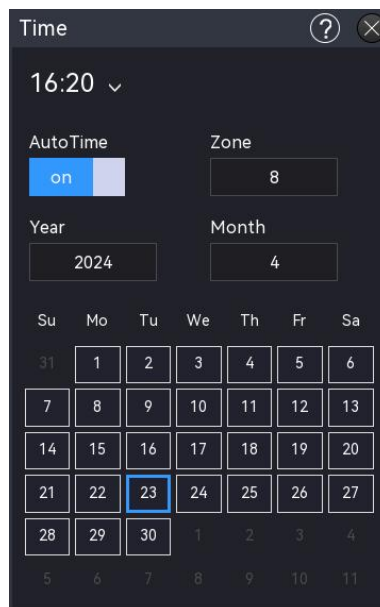 Time ?
16:20
AutoTime Zone
on 8
Year Month
2024 4
Su Mo Tu We Th Fr Sa
31 1 2 3 4 5 6
7 8 9 10 11 12 13
14 15 16 17 18 19 20
21 22 23 24 25 26 27
28 29 30 1 2 3 4
5 6 7 8 9 10 11